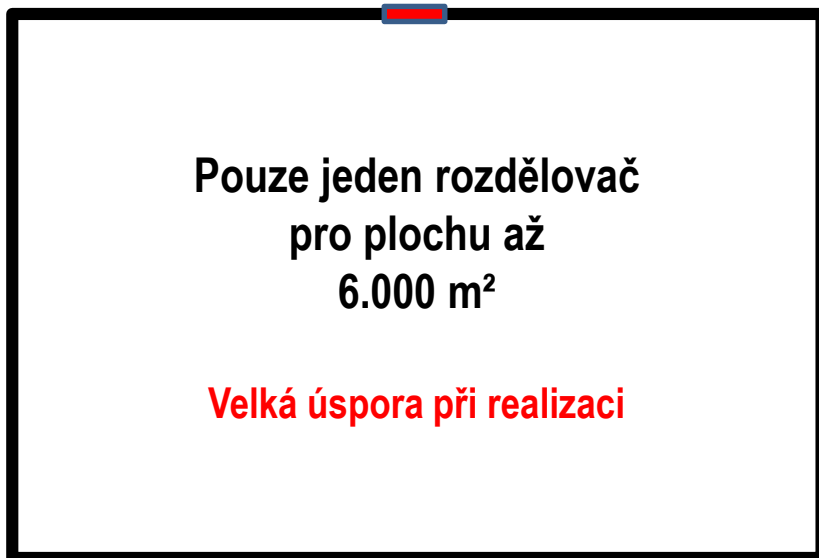 Pouze jeden rozdělovač
pro plochu až
6.000 m²
Velká úspora při realizaci